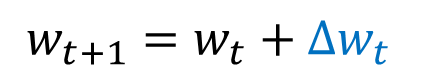 w_{t+1} = w_t + Δw_t